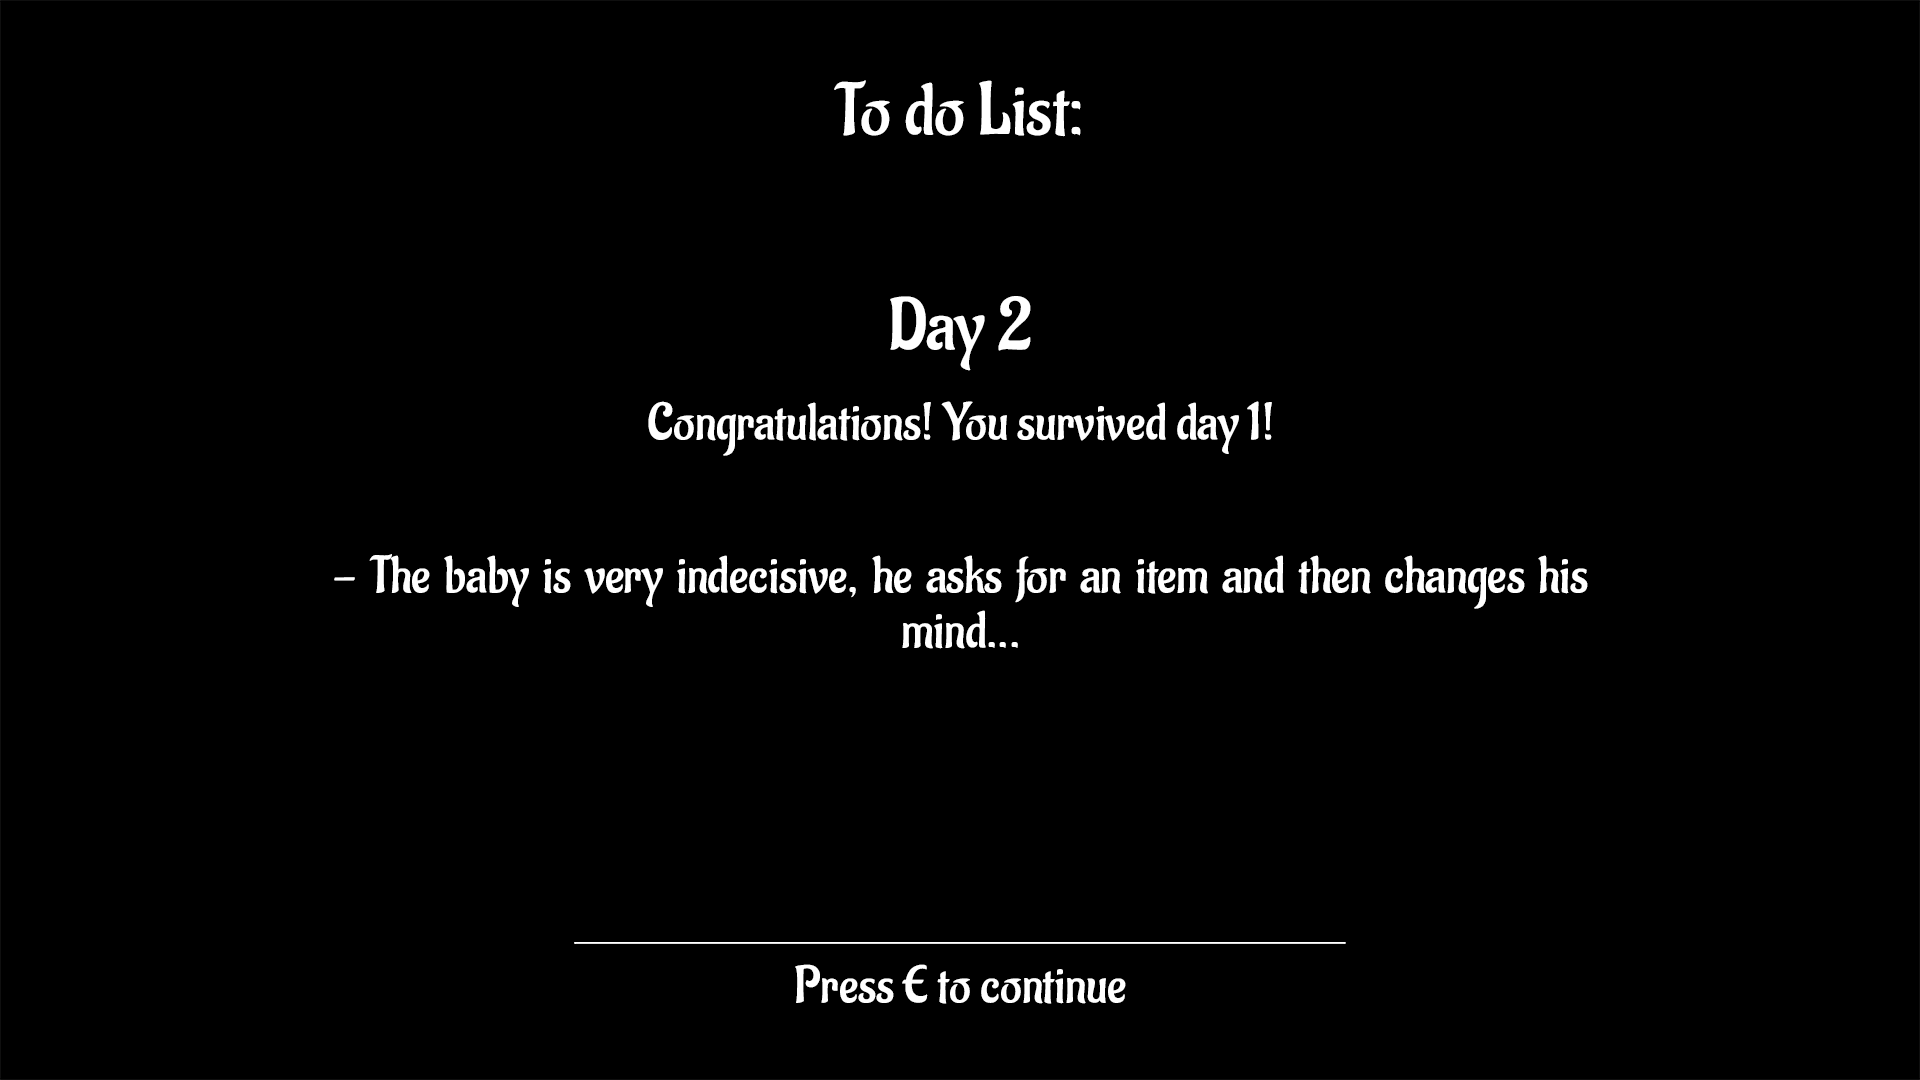 To do List:
Day 2
Congratulations! You survived day 1!
- The baby is very indecisive, he asks for an item and then changes his
mind...
Press E to continue